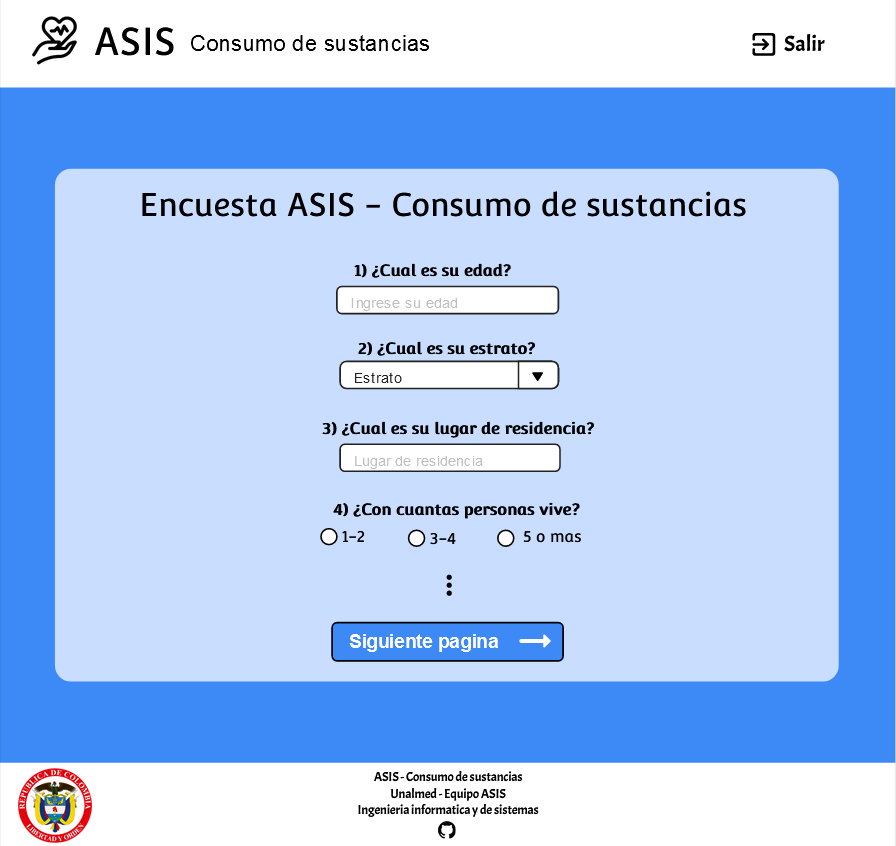 ASIS Consumo de sustancias
Salir
Encuesta ASIS - Consumo de sustancias
1) ¿Cual es su edad?
Ingrese su edad
2) ¿Cual es su estrato?
Estrato
3) ¿Cual es su lugar de residencia?
Lugar de residencia
4) ¿Con cuantas personas vive?
1-2 3-4 5 o mas
Siguiente pagina
REPUBLICA DE COLOMBIA
LIBERTAD Y ORDEN
ASIS - Consumo de sustancias
Unalmed - Equipo ASIS
Ingenieria informatica y de sistemas